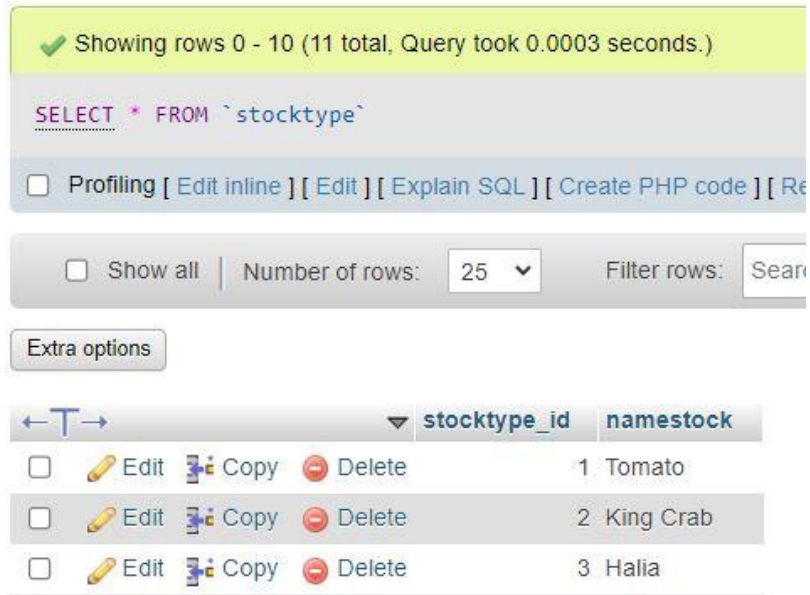 Showing rows 0 - 10 (11 total, Query took 0.0003 seconds.)
SELECT * FROM `stocktype`
Profiling [ Edit inline ] [ Edit ] [ Explain SQL ] [ Create PHP code ] [
Show all | Number of rows: 25 Filter rows:
Extra options
←T→ stocktype_id namestock
Edit Copy Delete 1 Tomato
Edit Copy Delete 2 King Crab
Edit Copy Delete 3 Halia